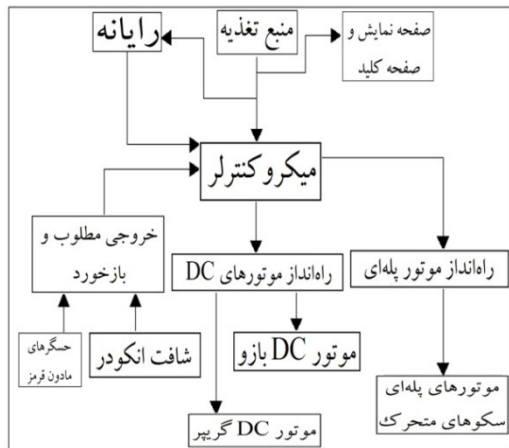 رایانه
منبع تغذیه
صفحه نمایش و
صفحه کلید
میکروکنترلر
خروجی مطلوب و
بازخورد
راه‌انداز موتورهای DC
راه‌انداز موتور پله‌ای
حسگرهای
مادون قرمز
شافت انکودر
موتور DC بازو
موتور DC گریپر
موتورهای پله‌ای
سکوهای متحرک